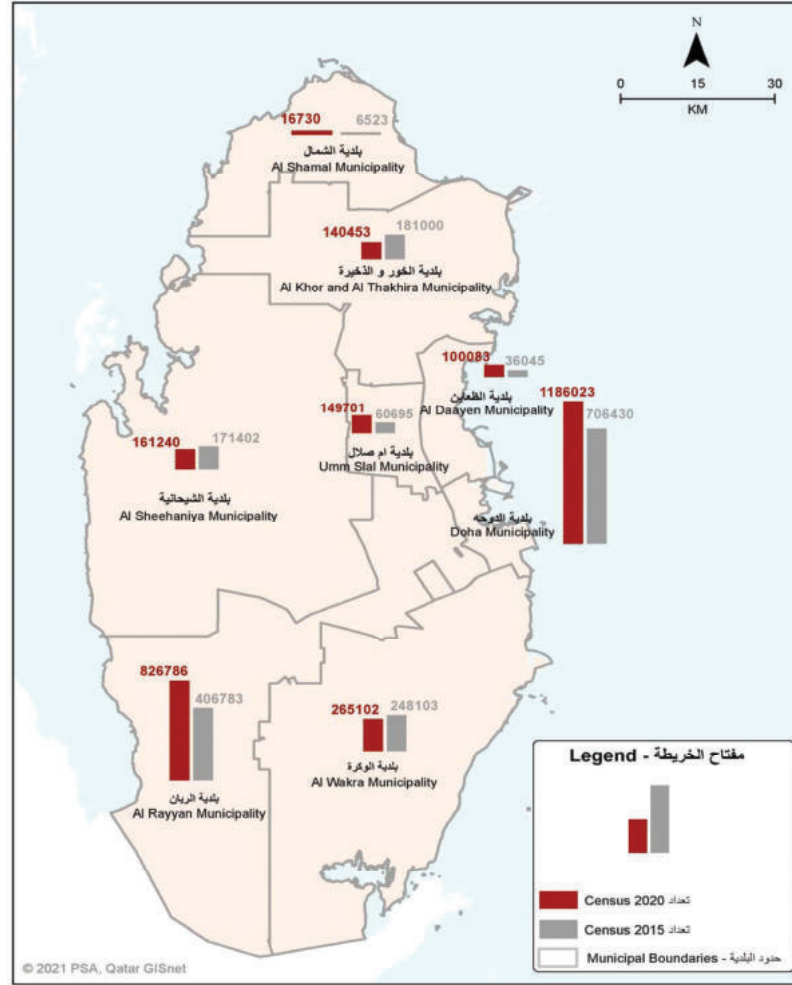 N
0 15 30
KM
16730 6523
بلدية الشمال
Al Shamal Municipality
140453 181000
بلدية الخور و الذخيرة
Al Khor and Al Thakhira Municipality
100083 36045
بلدية الظعاين
Al Daayen Municipality
1186023 706430
149701 60695
بلدية ام صلال
Umm Slal Municipality
161240 171402
بلدية الشيحانية
Al Sheehaniya Municipality
بلدية الدوحه
Doha Municipality
826786 406783
بلدية الريان
Al Rayyan Municipality
265102 248103
بلدية الوكرة
Al Wakra Municipality
Legend - مفتاح الخريطة
Census 2020 تعداد
Census 2015 تعداد
Municipal Boundaries - حدود البلدية
© 2021 PSA, Qatar GISnet